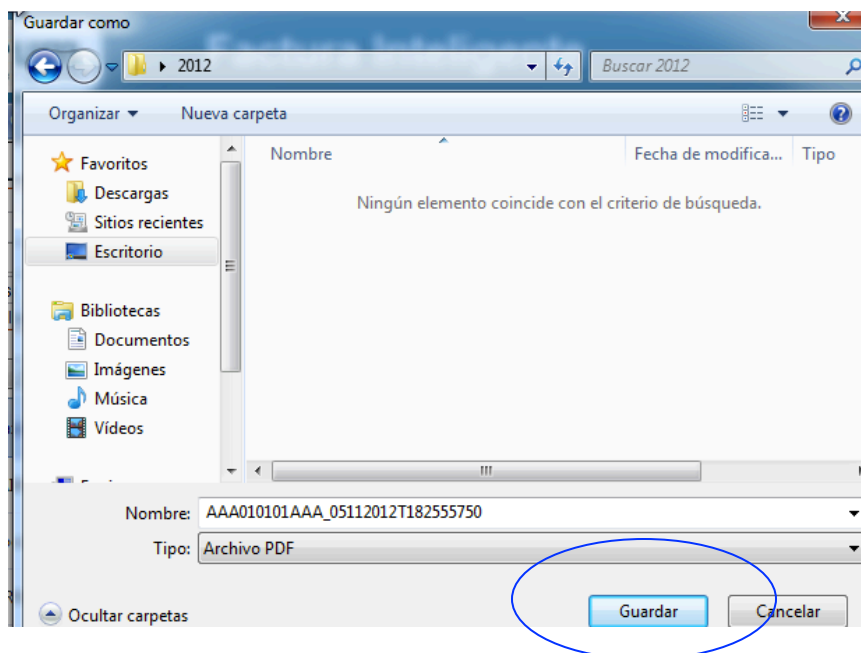 Guardar como
2012
Buscar 2012
Organizar
Nueva carpeta
Favoritos
Descargas
Sitios recientes
Escritorio
Bibliotecas
Documentos
Imágenes
Música
Vídeos
Nombre
Fecha de modifica...
Tipo
Ningún elemento coincide con el criterio de búsqueda.
Nombre: AAA010101AAA_05112012T182555750
Tipo: Archivo PDF
Ocultar carpetas
Guardar
Cancelar